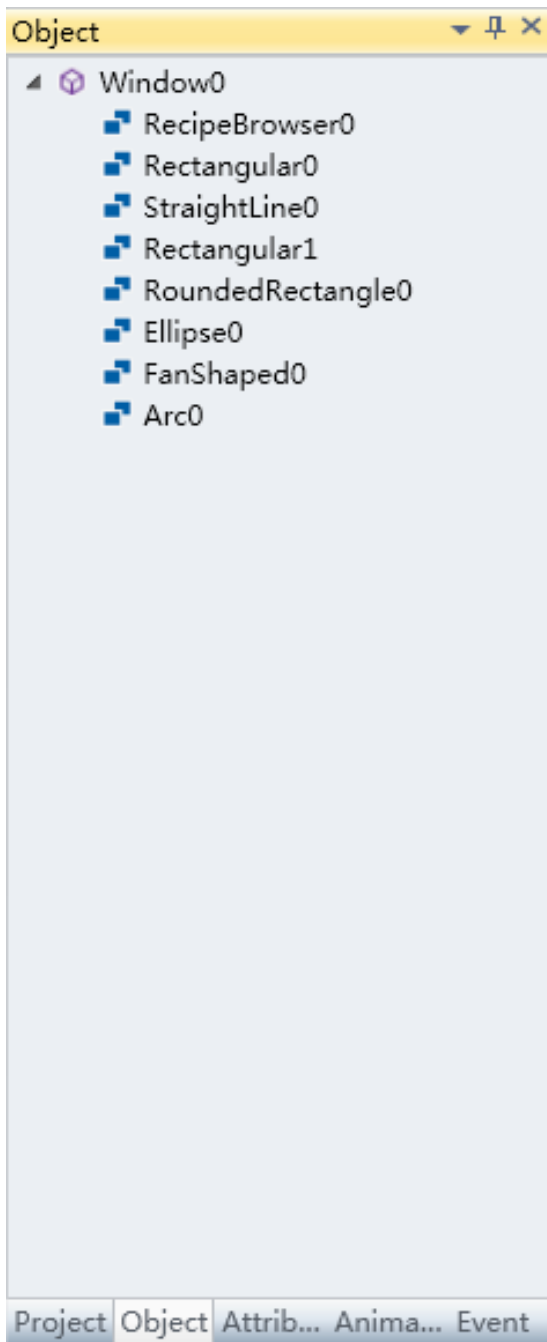 Object
Window0
RecipeBrowser0
Rectangular0
StraightLine0
Rectangular1
RoundedRectangle0
Ellipse0
FanShaped0
Arc0
Project Object Attrib... Anima... Event